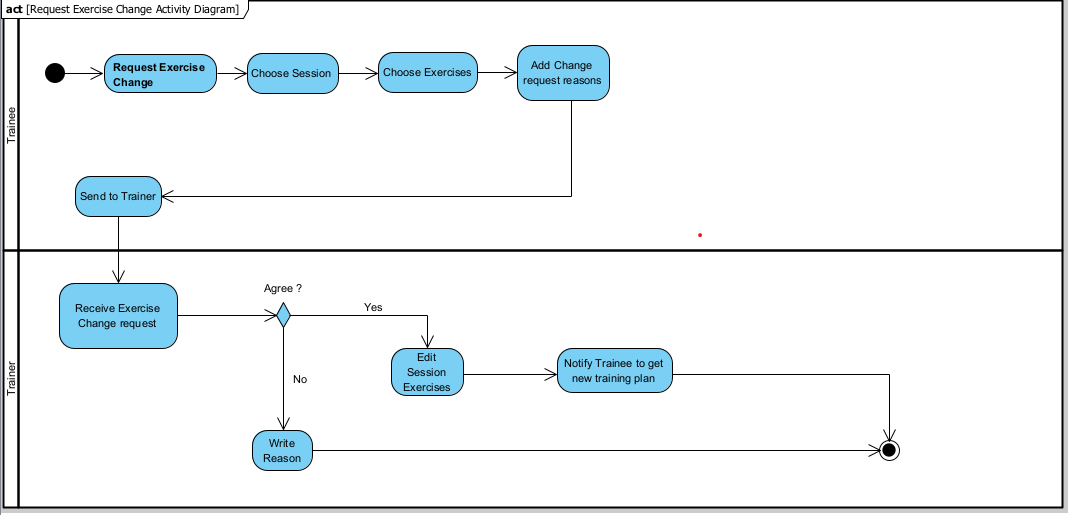 act [Request Exercise Change Activity Diagram]
Trainee
Request Exercise
Change
Choose Session
Choose Exercises
Add Change
request reasons
Send to Trainer
Trainer
Receive Exercise
Change request
Agree ?
Yes
No
Edit
Session
Exercises
Notify Trainee to get
new training plan
Write
Reason